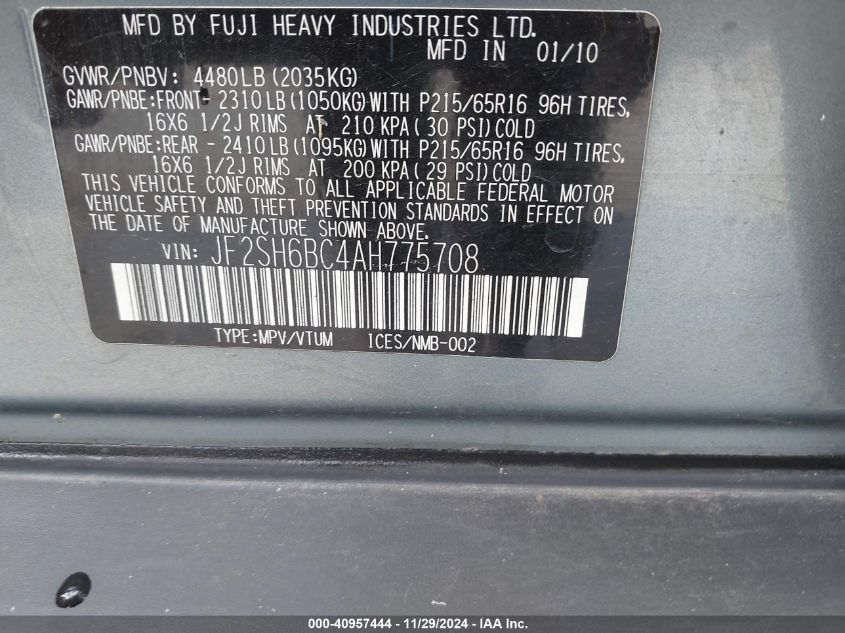 MFD BY FUJI HEAVY INDUSTRIES LTD.
MFD IN 01/10
GVWR/PNBV: 4480LB(2035KG)
GAWR/PNBE:FRONT- 2310LB(1050KG)WITH P215/65R16 96H TIRES,
16X6 1/2J RIMS AT 210 KPA(30 PSI)COLD
GAWR/PNBE:REAR - 2410LB(1095KG)WITH P215/65R16 96H TIRES,
16X6 1/2J RIMS AT 200 KPA(29 PSI)COLD
THIS VEHICLE CONFORMS TO ALL APPLICABLE FEDERAL MOTOR
VEHICLE SAFETY AND THEFT PREVENTION STANDARDS IN EFFECT ON
THE DATE OF MANUFACTURE SHOWN ABOVE.
VIN: JF2SH6BC4AH775708
TYPE:MPV/VTUM ICES/NMB-002
000-40957444 - 11/29/2024 - IAA Inc.